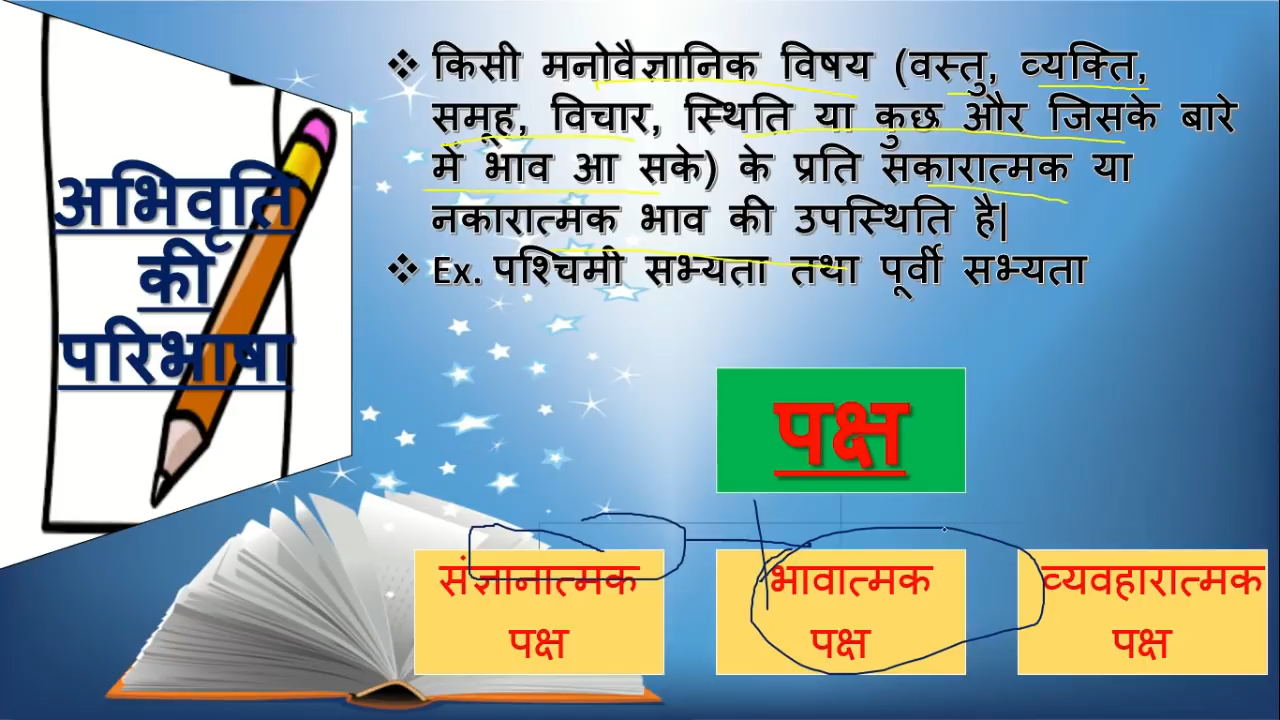 अभिवृति
की
परिभाषा
❖ किसी मनोवैज्ञानिक विषय (वस्तु, व्यक्ति,
समूह, विचार, स्थिति या कुछ और जिसके बारे
में भाव आ सके) के प्रति सकारात्मक या
नकारात्मक भाव की उपस्थिति है|
❖ Ex. पश्चिमी सभ्यता तथा पूर्वी सभ्यता
पक्ष
संज्ञानात्मक
पक्ष
भावात्मक
पक्ष
व्यवहारात्मक
पक्ष